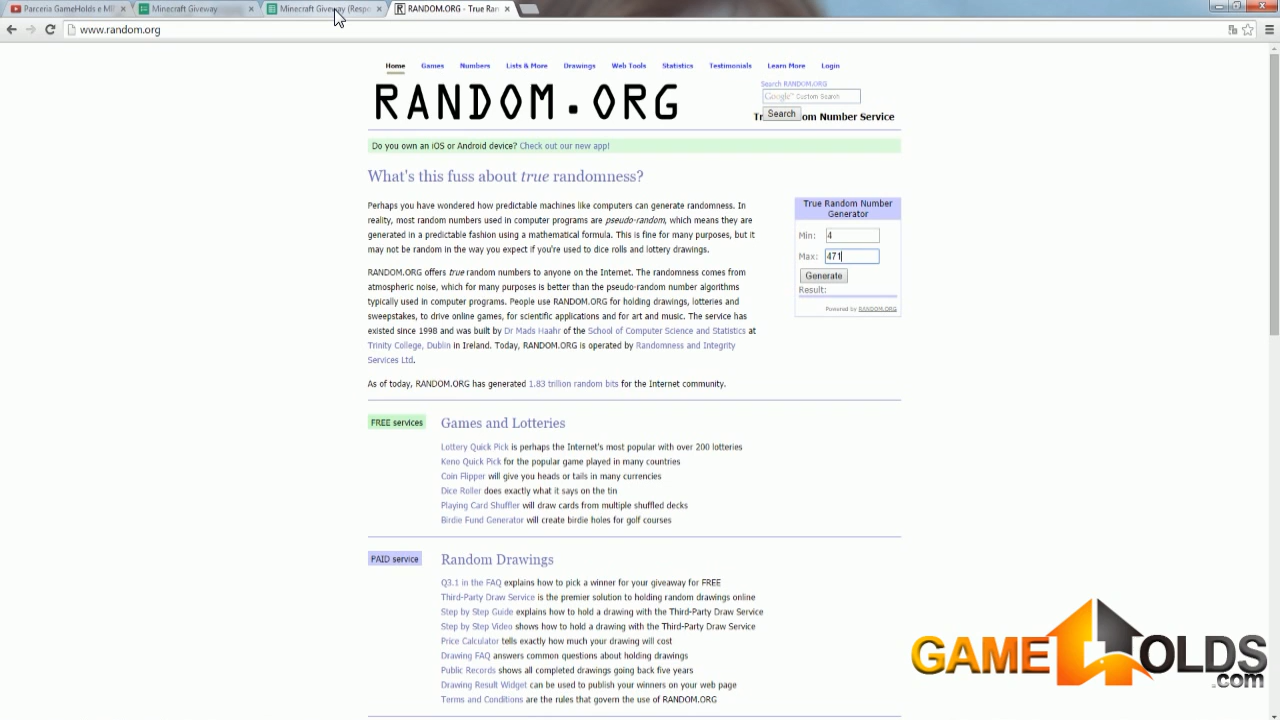 Parceria GameHolds e MI
Minecraft Giveway
Minecraft Giveway (Respo
RANDOM.ORG - True Ran
www.random.org
Home Games Numbers Lists & More Drawings Web Tools Statistics Testimonials Learn More Login
RANDOM.ORG
Search RANDOM.ORG
Google™ Custom Search
Search
Tr om Number Service
Do you own an iOS or Android device? Check out our new app!
What's this fuss about true randomness?
Perhaps you have wondered how predictable machines like computers can generate randomness. In
reality, most random numbers used in computer programs are pseudo-random, which means they are
generated in a predictable fashion using a mathematical formula. This is fine for many purposes, but it
may not be random in the way you expect if you're used to dice rolls and lottery drawings.
RANDOM.ORG offers true random numbers to anyone on the Internet. The randomness comes from
atmospheric noise, which for many purposes is better than the pseudo-random number algorithms
typically used in computer programs. People use RANDOM.ORG for holding drawings, lotteries and
sweepstakes, to drive online games, for scientific applications and for art and music. The service has
existed since 1998 and was built by Dr Mads Haahr of the School of Computer Science and Statistics at
Trinity College, Dublin in Ireland. Today, RANDOM.ORG is operated by Randomness and Integrity
Services Ltd.
As of today, RANDOM.ORG has generated 1.83 trillion random bits for the Internet community.
True Random Number
Generator
Min: 4
Max: 471
Generate
Result:
Powered by RANDOM.ORG
FREE services
Games and Lotteries
Lottery Quick Pick is perhaps the Internet's most popular with over 200 lotteries
Keno Quick Pick for the popular game played in many countries
Coin Flipper will give you heads or tails in many currencies
Dice Roller does exactly what it says on the tin
Playing Card Shuffler will draw cards from multiple shuffled decks
Birdie Fund Generator will create birdie holes for golf courses
PAID service
Random Drawings
Q3.1 in the FAQ explains how to pick a winner for your giveaway for FREE
Third-Party Draw Service is the premier solution to holding random drawings online
Step by Step Guide explains how to hold a drawing with the Third-Party Draw Service
Step by Step Video shows how to hold a drawing with the Third-Party Draw Service
Price Calculator tells exactly how much your drawing will cost
Drawing FAQ answers common questions about holding drawings
Public Records shows all completed drawings going back five years
Drawing Result Widget can be used to publish your winners on your web page
Terms and Conditions are the rules that govern the use of RANDOM.ORG
GAMEHOLDS
.com